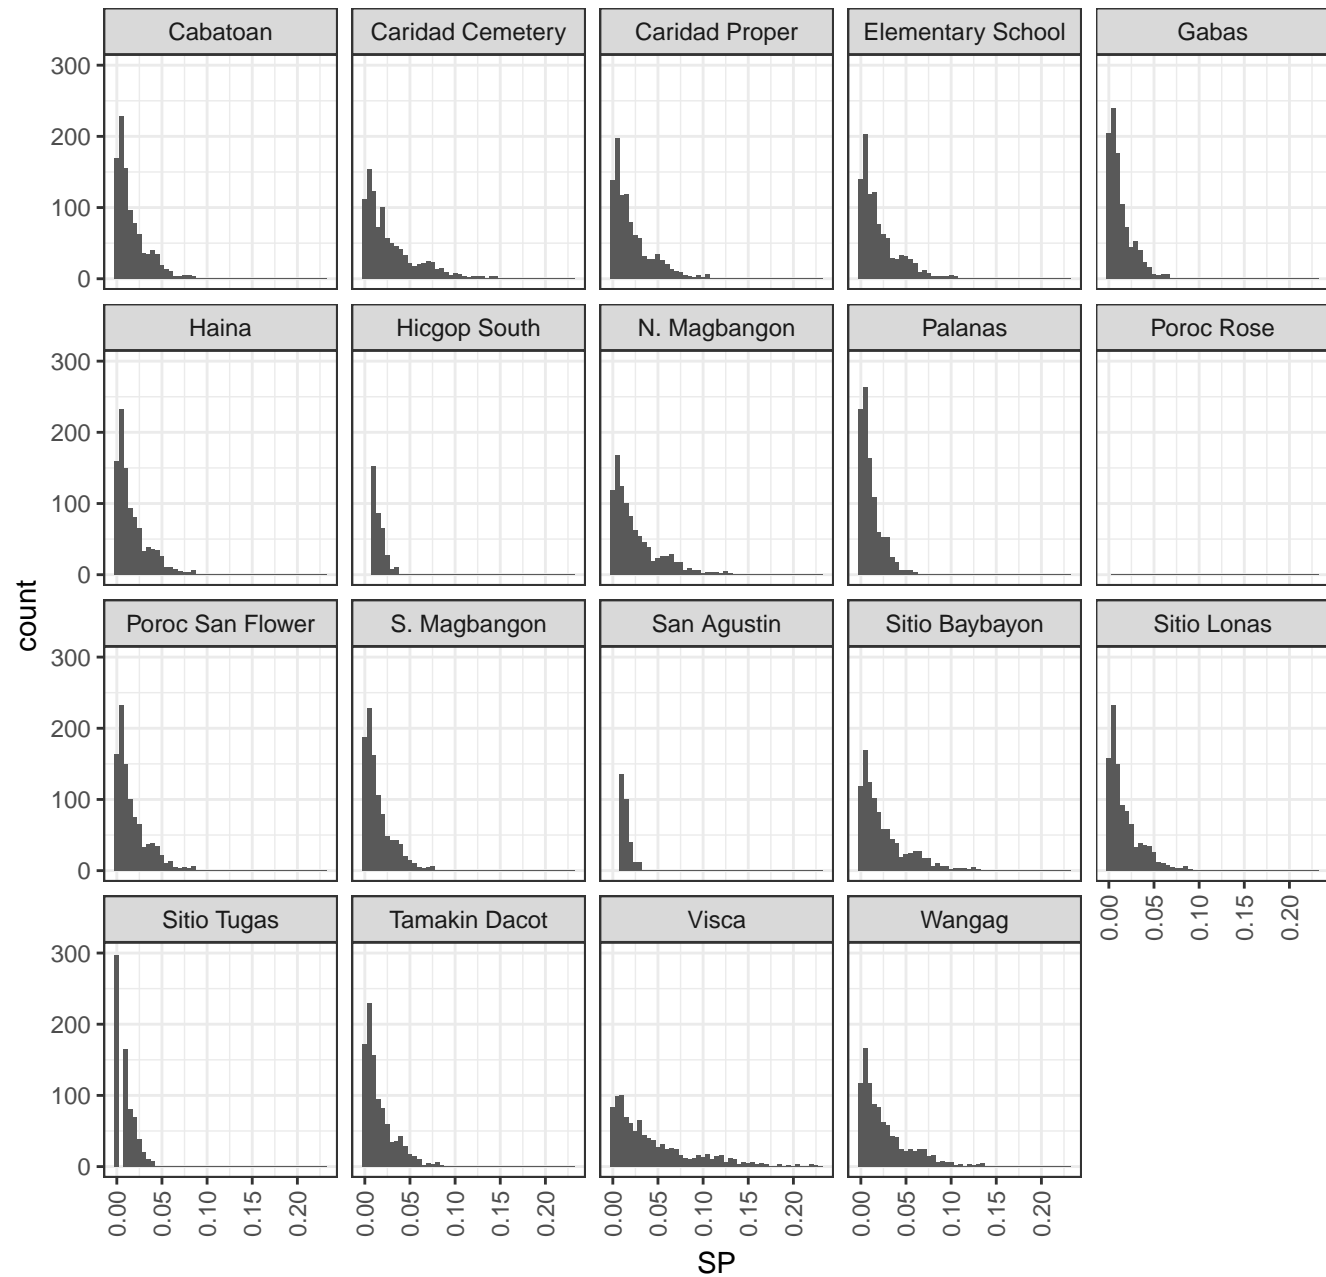 Cabatoan Caridad Cemetery Caridad Proper Elementary School Gabas
300
200
100
0
Haina Hicgop South N. Magbangon Palanas Poroc Rose
300
200
100
0
count
Poroc San Flower S. Magbangon San Agustin Sitio Baybayon Sitio Lonas
300
200
100
0
0.00 0.05 0.10 0.15 0.20
Sitio Tugas Tamakin Dacot Visca Wangag
300
200
100
0
0.00 0.05 0.10 0.15 0.20 0.00 0.05 0.10 0.15 0.20 0.00 0.05 0.10 0.15 0.20 0.00 0.05 0.10 0.15 0.20
SP